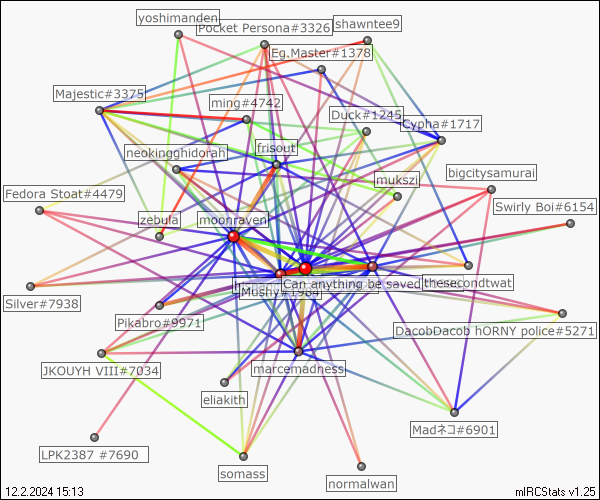 yoshimanden
Pocket Persona#3326
shawntee9
Eg.Master#1378
Majestic#3375
ming#4742
Duck#1245
Cypha#1717
neokingghidorah
frisout
mukszi
bigcitysamurai
Fedora Stoat#4479
Swirly Boi#6154
zebula
moonraven
Can anything be saved
thesecondtwat
Mushy#1984
Silver#7938
Pikabro#9971
DacobDacob hORNY police#5271
JKOUYH VIII#7034
marcemadness
eliakith
Madネコ#6901
LPK2387 #7690
somass
normalwan
12.2.2024 15:13
mIRCStats v1.25